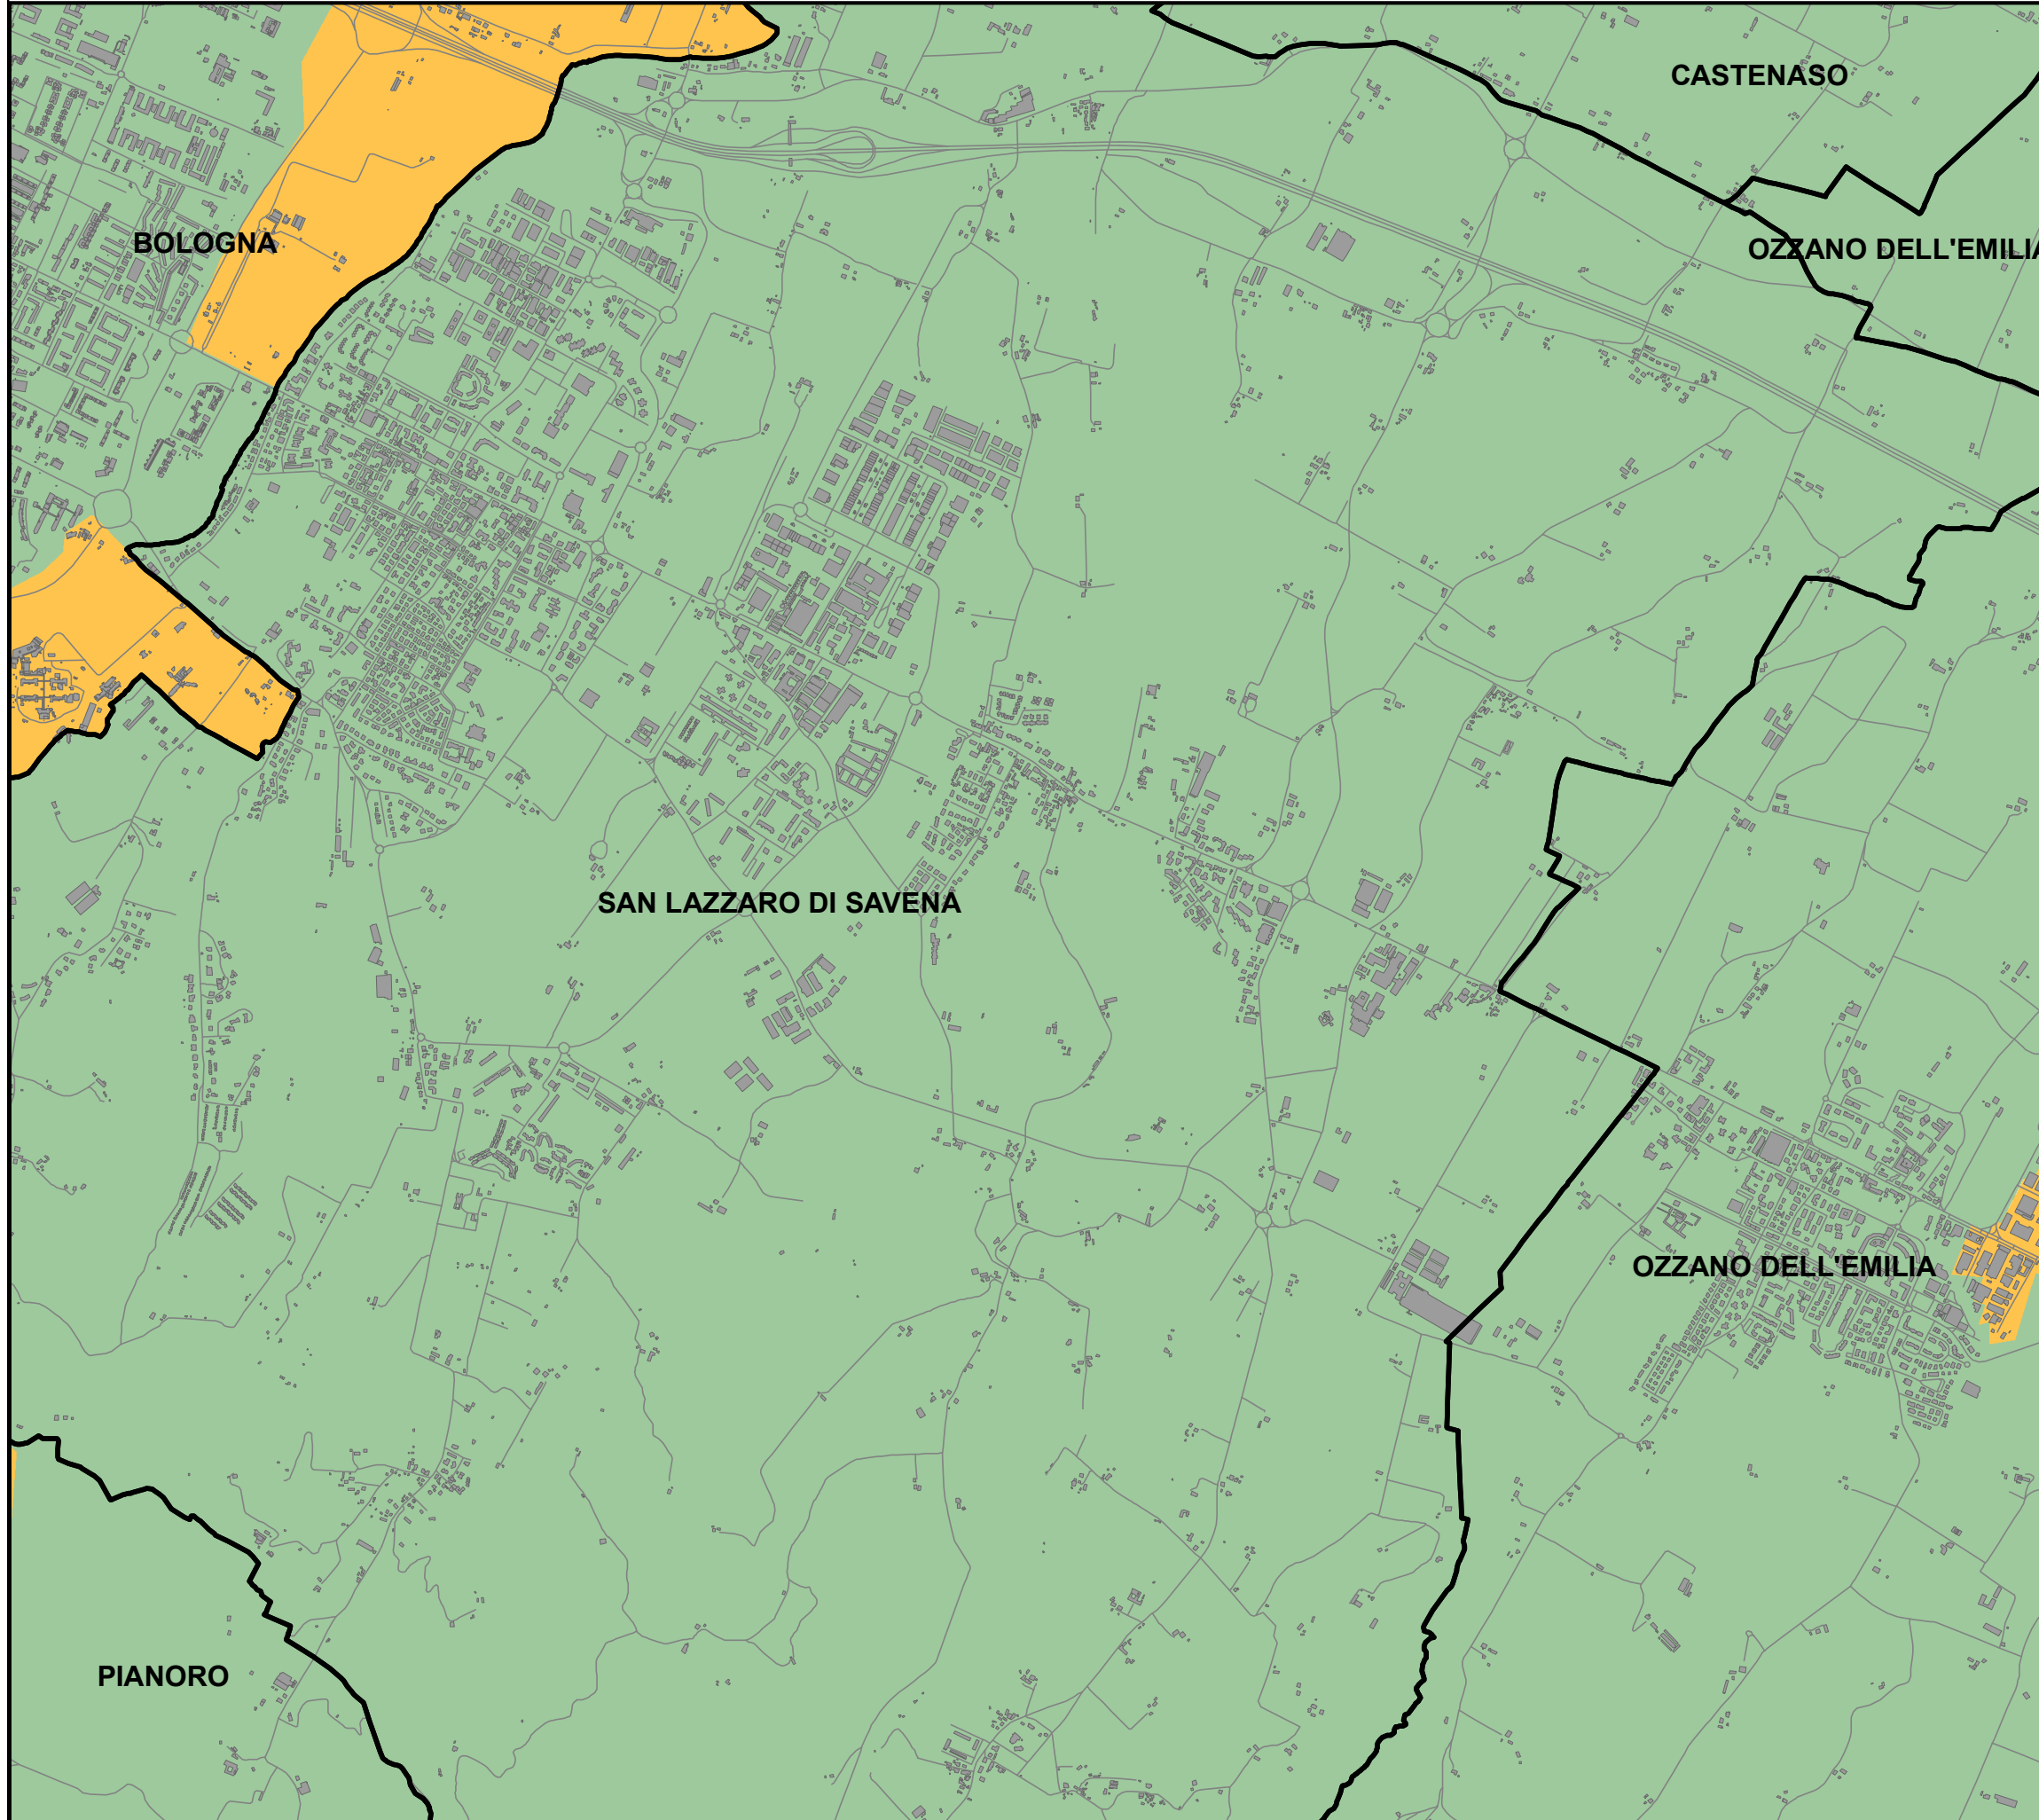 CASTENASO
BOLOGNA
OZZANO DELL'EMILIA
SAN LAZZARO DI SAVENA
OZZANO DELL'EMILIA
PIANORO